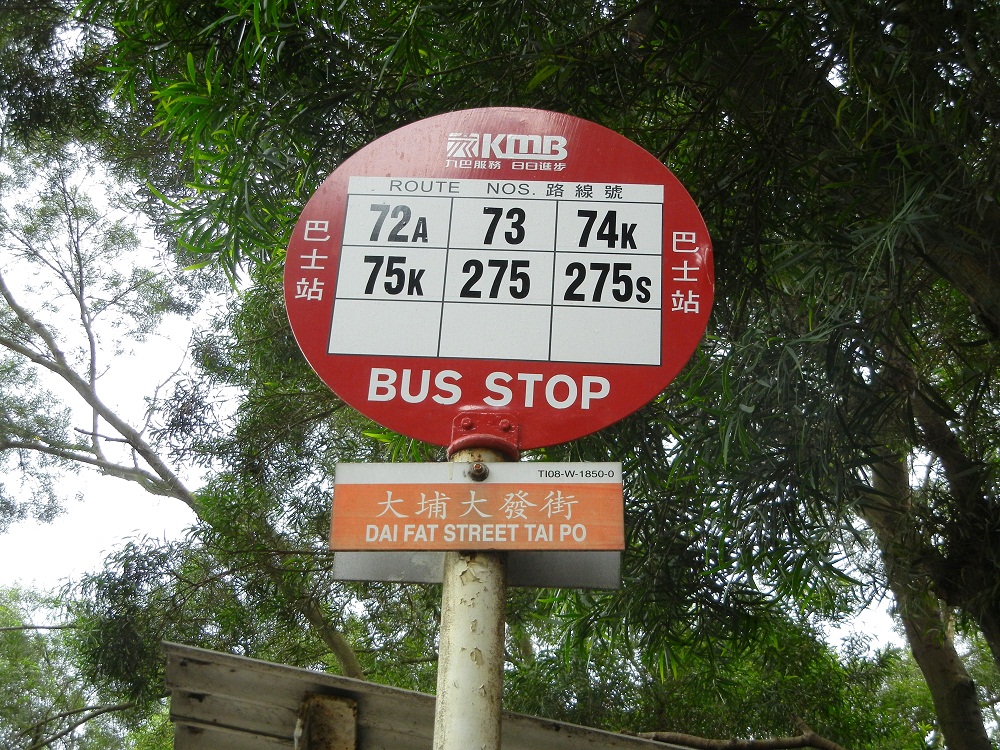 KMB
九巴服務 日日進步
ROUTE NOS. 路線號
72A 73 74K
75K 275 275S
巴士站
巴士站
BUS STOP
TI08-W-1850-0
大埔大發街
DAI FAT STREET TAI PO